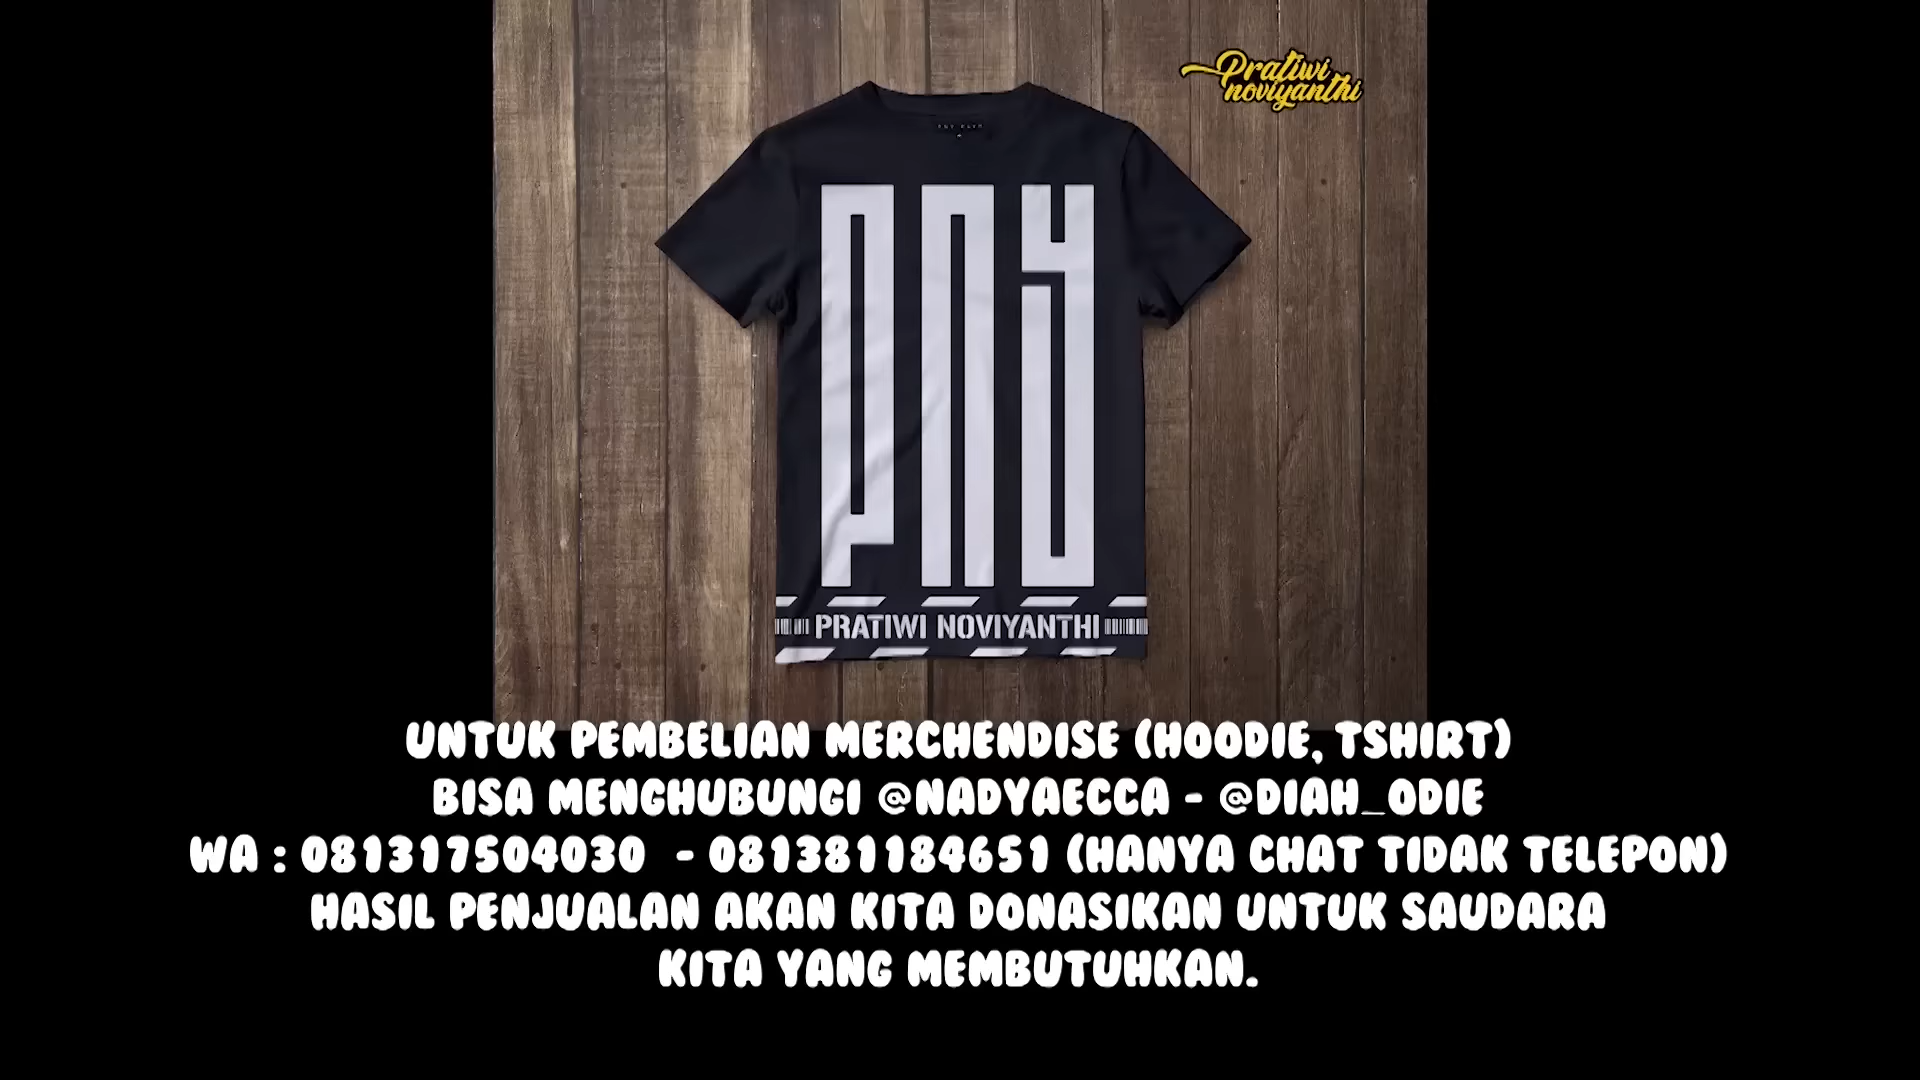 Pratiwi
noviyanthi
PNY
PRATIWI NOVIYANTHI
UNTUK PEMBELIAN MERCHENDISE (HOODIE, TSHIRT)
BISA MENGHUBUNGI @NADYAECCA - @DIAH_ODIE
WA : 081317504030 - 081381184651 (HANYA CHAT TIDAK TELEPON)
HASIL PENJUALAN AKAN KITA DONASIKAN UNTUK SAUDARA
KITA YANG MEMBUTUHKAN.